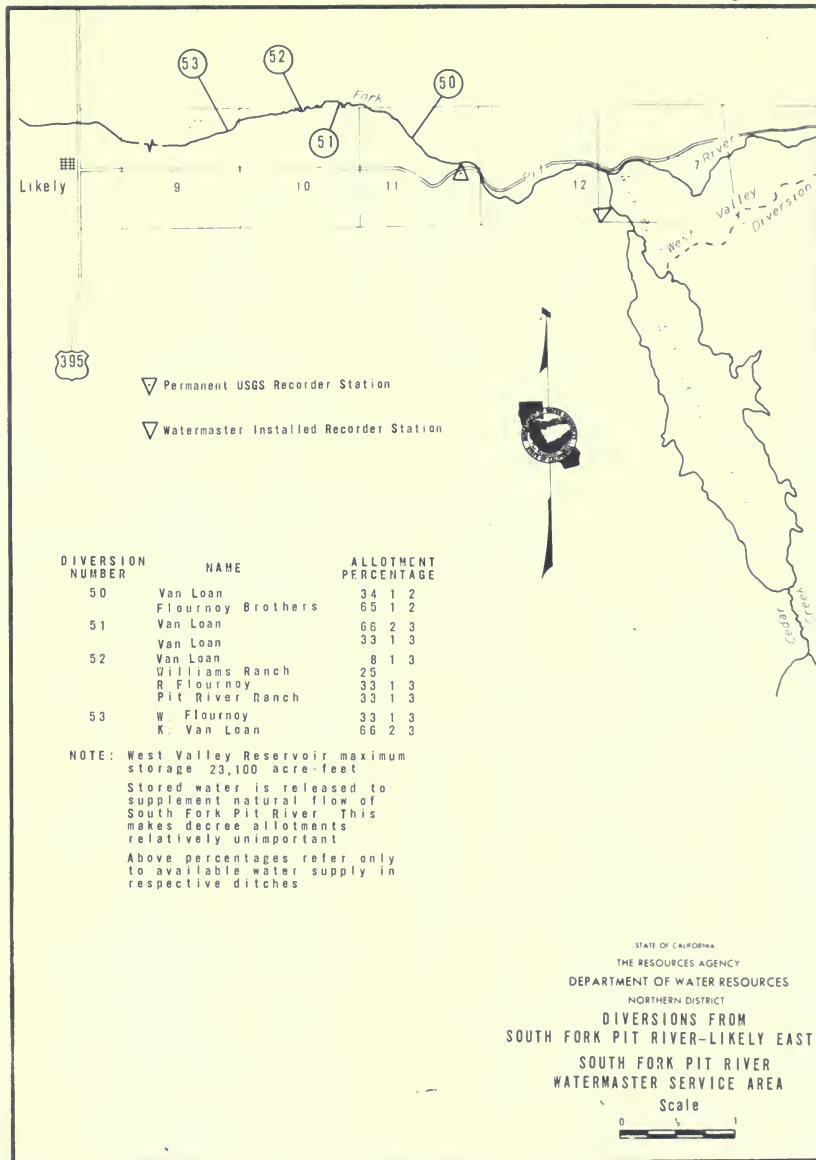 53
52
50
51
Fork
Pit
River
Likely
9
10
11
12
7
West Valley Diversion
395
Permanent USGS Recorder Station
Watermaster Installed Recorder Station
Cedar Creek
DIVERSION NUMBER NAME ALLOTMENT PERCENTAGE
50 Van Loan 34 1 2
Flournoy Brothers 65 1 2
51 Van Loan 66 2 3
Van Loan 33 1 3
52 Van Loan 8 1 3
Williams Ranch 25
R Flournoy 33 1 3
Pit River Ranch 33 1 3
53 W. Flournoy 33 1 3
K. Van Loan 66 2 3
NOTE: West Valley Reservoir maximum
storage 23,100 acre-feet
Stored water is released to
supplement natural flow of
South Fork Pit River This
makes decree allotments
relatively unimportant
Above percentages refer only
to available water supply in
respective ditches
STATE OF CALIFORNIA
THE RESOURCES AGENCY
DEPARTMENT OF WATER RESOURCES
NORTHERN DISTRICT
DIVERSIONS FROM
SOUTH FORK PIT RIVER-LIKELY EAST
SOUTH FORK PIT RIVER
WATERMASTER SERVICE AREA
Scale
0 1